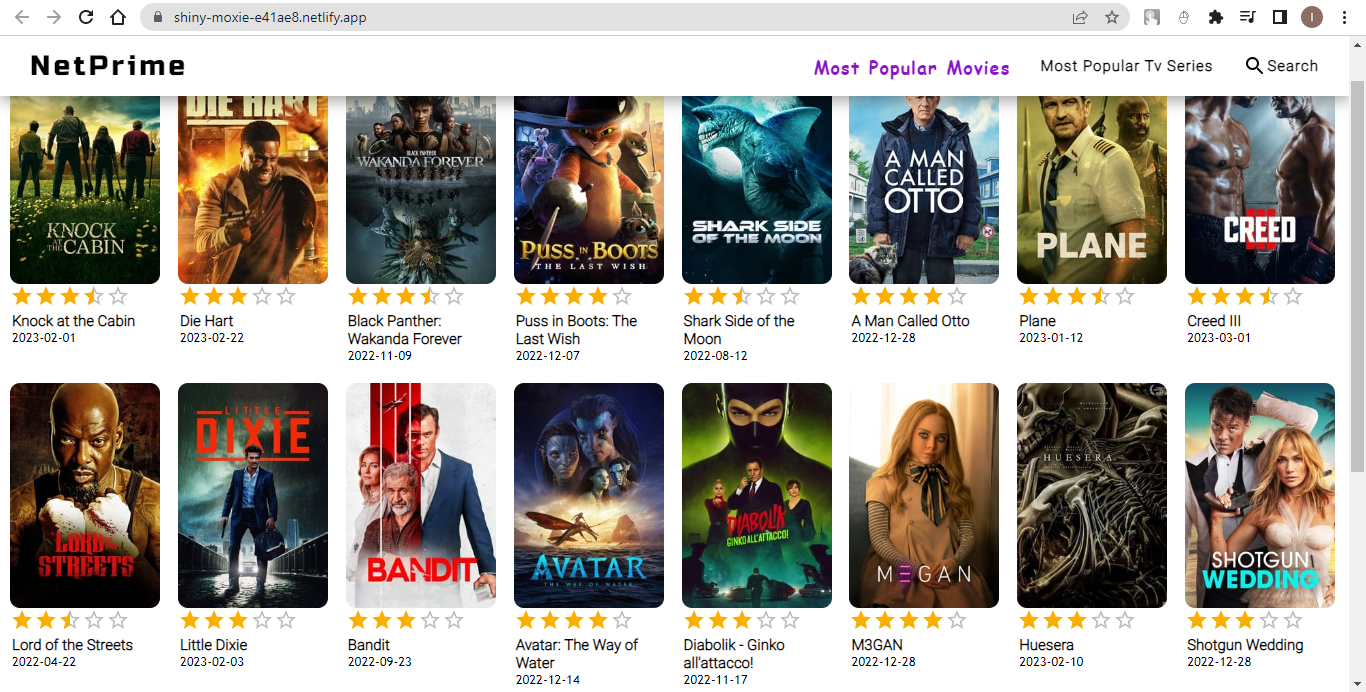 shiny-moxie-e41ae8.netlify.app
I
NetPrime
Most Popular Movies
Most Popular Tv Series
Search
DIE HART
BLACK PANTHER
WAKANDA FOREVER
A MAN
CALLED
OTTO
KNOCK
AT THE CABIN
PUSS IN BOOTS
THE LAST WISH
SHARK SIDE
OF THE MOON
PLANE
CREED
III
Knock at the Cabin
2023-02-01
Die Hart
2023-02-22
Black Panther:
Wakanda Forever
2022-11-09
Puss in Boots: The
Last Wish
2022-12-07
Shark Side of the
Moon
2022-08-12
A Man Called Otto
2022-12-28
Plane
2023-01-12
Creed III
2023-03-01
LORD OF THE
STREETS
LITTLE
DIXIE
BANDIT
AVATAR
THE WAY OF WATER
DIABOLIK
GINKO ALL'ATTACCO!
M3GAN
HUESERA
SHOTGUN
WEDDING
Lord of the Streets
2022-04-22
Little Dixie
2023-02-03
Bandit
2022-09-23
Avatar: The Way of
Water
2022-12-14
Diabolik - Ginko
all'attacco!
2022-11-17
M3GAN
2022-12-28
Huesera
2023-02-10
Shotgun Wedding
2022-12-28